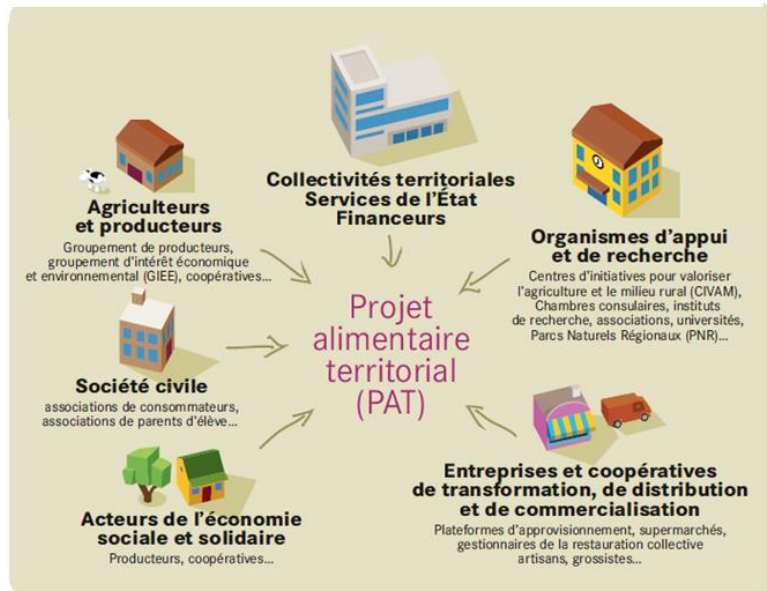 Collectivités territoriales
Services de l'État
Financeurs
Agriculteurs
et producteurs
Groupement de producteurs,
groupement d'intérêt économique
et environnemental (GIEE), coopératives...
Organismes d'appui
et de recherche
Centres d'initiatives pour valoriser
l'agriculture et le milieu rural (CIVAM),
Chambres consulaires, instituts
de recherche, associations, universités,
Parcs Naturels Régionaux (PNR)...
Projet
alimentaire
territorial
(PAT)
Société civile
associations de consommateurs,
associations de parents d'élève...
Acteurs de l'économie
sociale et solidaire
Producteurs, coopératives...
Entreprises et coopératives
de transformation, de distribution
et de commercialisation
Plateformes d'approvisionnement, supermarchés,
gestionnaires de la restauration collective
artisans, grossistes...